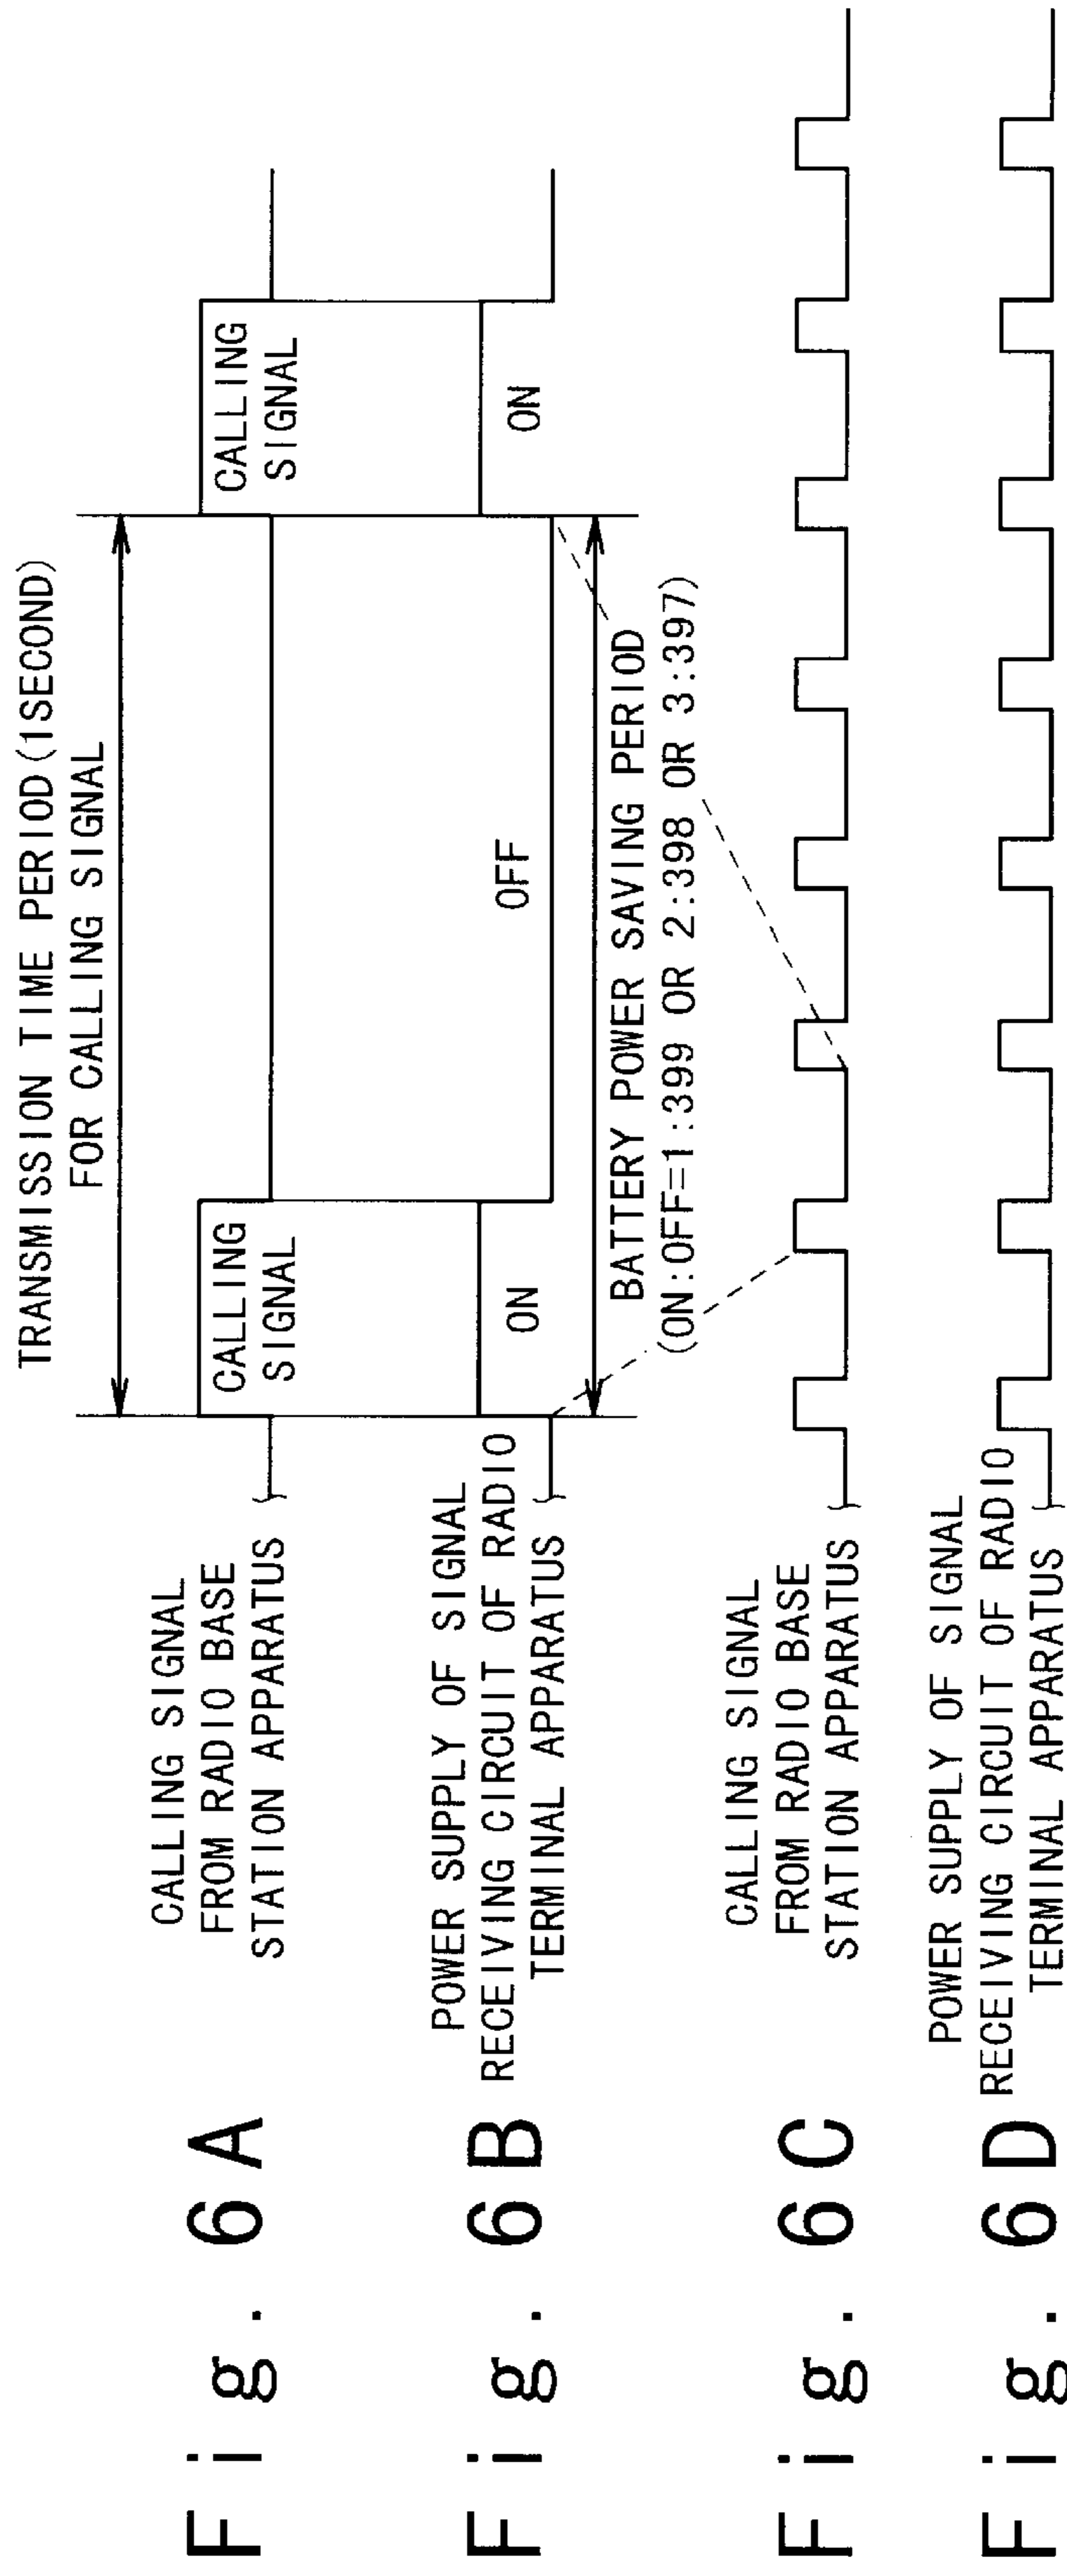 TRANSMISSION TIME PERIOD(1SECOND)
FOR CALLING SIGNAL
Fig. 6A
CALLING SIGNAL
FROM RADIO BASE
STATION APPARATUS
CALLING
SIGNAL
CALLING
SIGNAL
Fig. 6B
POWER SUPPLY OF SIGNAL
RECEIVING CIRCUIT OF RADIO
TERMINAL APPARATUS
ON
OFF
ON
BATTERY POWER SAVING PERIOD
(ON:OFF=1:399 OR 2:398 OR 3:397)
Fig. 6C
CALLING SIGNAL
FROM RADIO BASE
STATION APPARATUS
Fig. 6D
POWER SUPPLY OF SIGNAL
RECEIVING CIRCUIT OF RADIO
TERMINAL APPARATUS